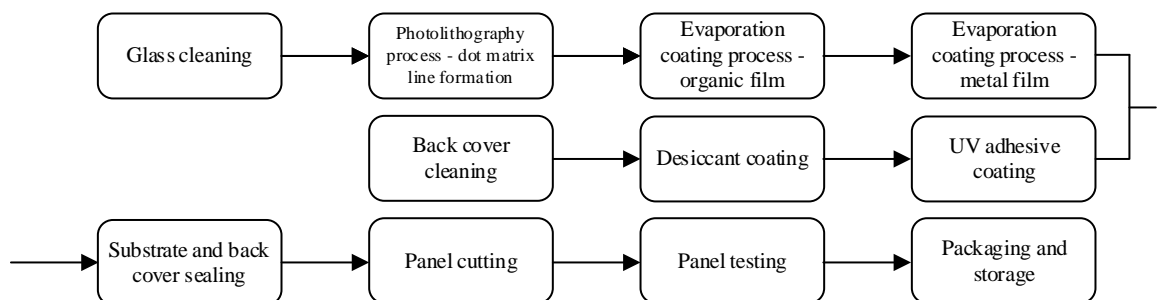 Glass cleaning
Photolithography
process - dot matrix
line formation
Evaporation
coating process -
organic film
Evaporation
coating process -
metal film
Back cover
cleaning
Desiccant coating
UV adhesive
coating
Substrate and back
cover sealing
Panel cutting
Panel testing
Packaging and
storage